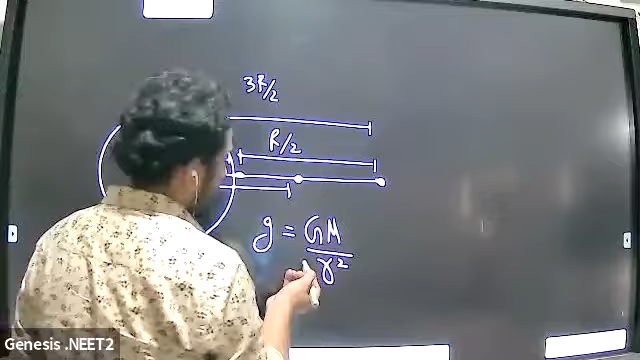 3R/2
R/2
g = GM
r²
Genesis .NEET2